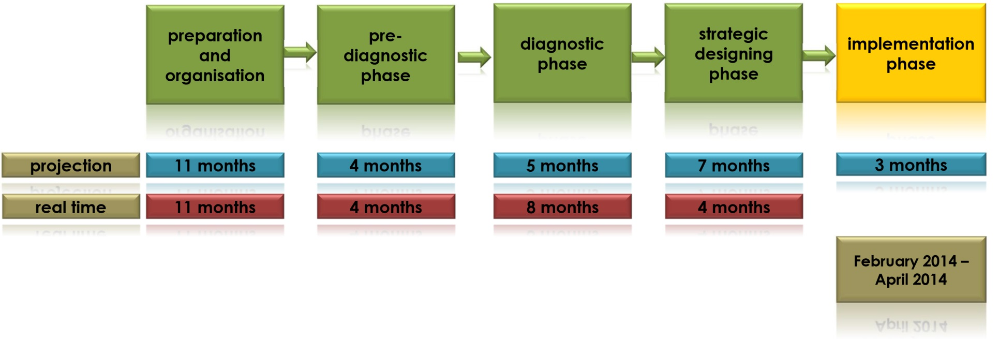 preparation
and
organisation
pre-
diagnostic
phase
diagnostic
phase
strategic
designing
phase
implementation
phase
projection
11 months
4 months
5 months
7 months
3 months
real time
11 months
4 months
8 months
4 months
February 2014 –
April 2014